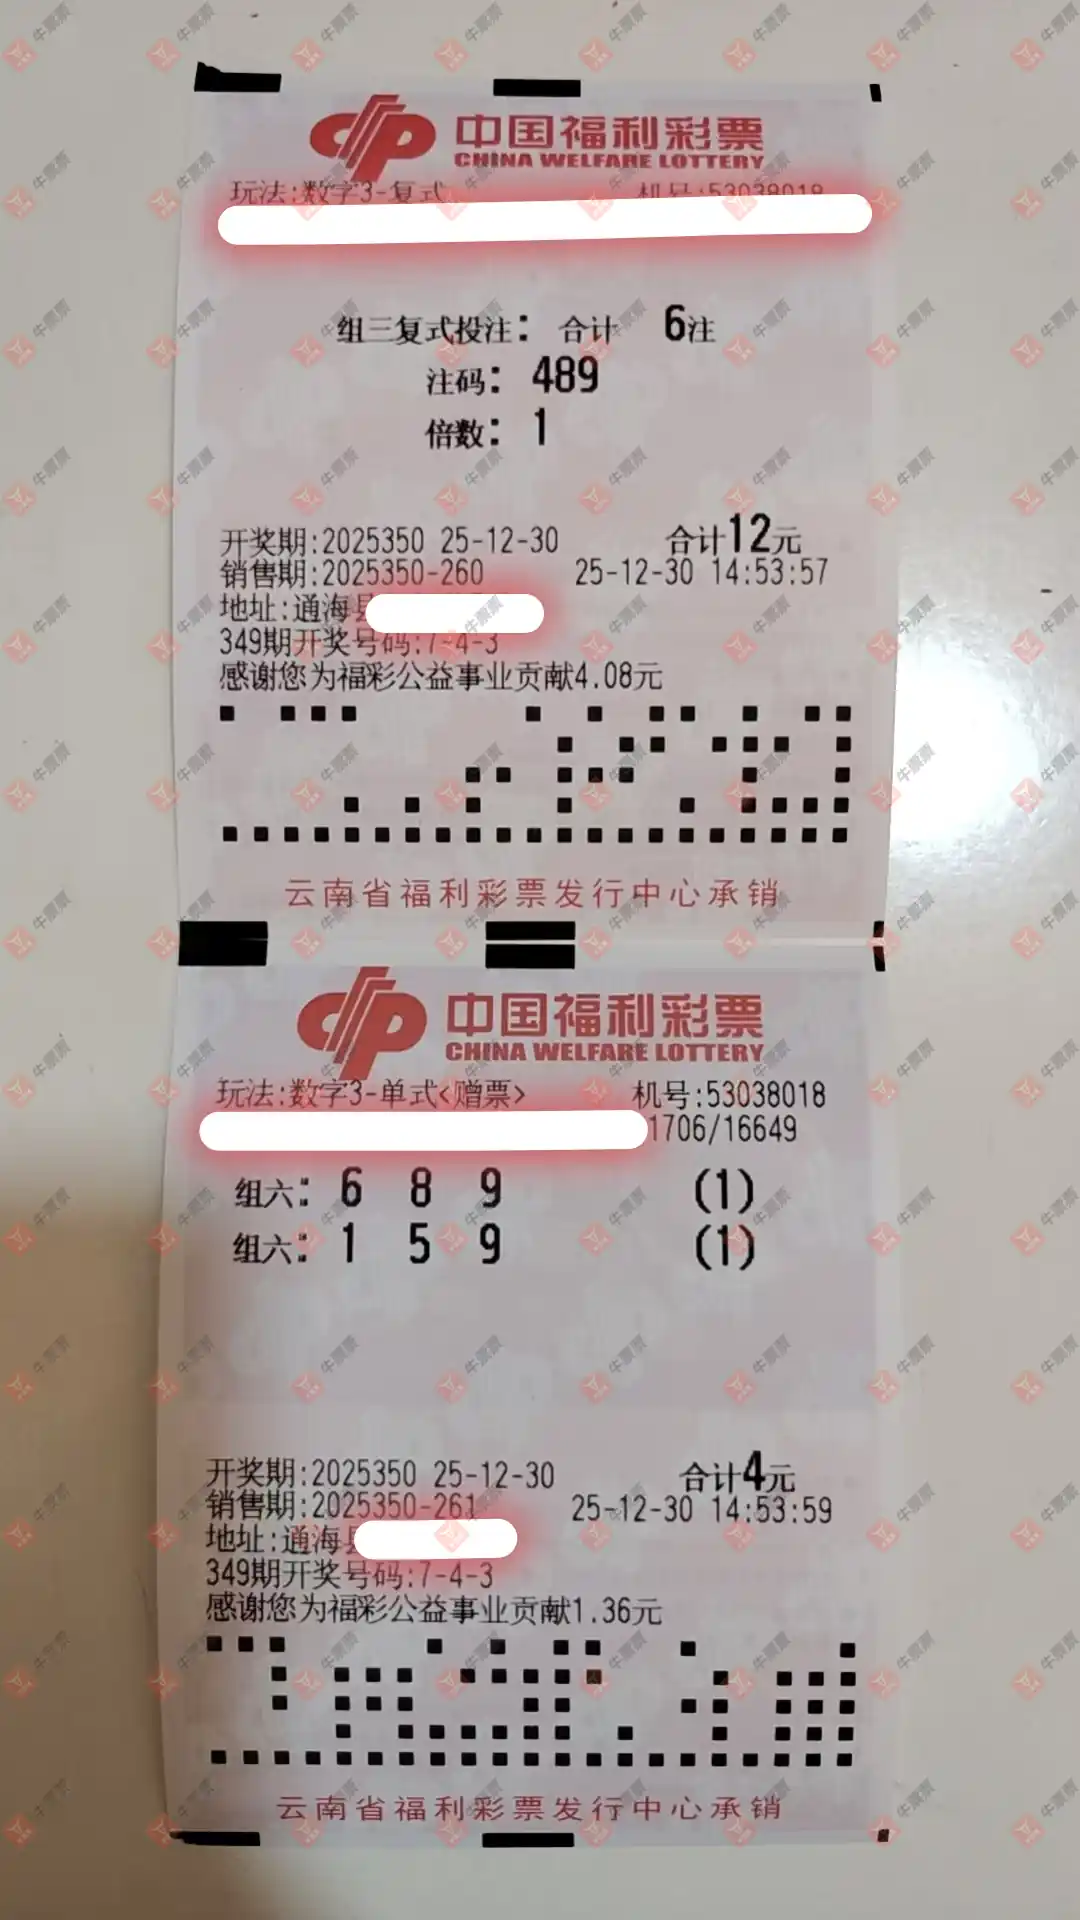 中国福利彩票
CHINA WELFARE LOTTERY
玩法:数字3-复式 机号:53038018
组三复式投注: 合计 6注
注码: 489
倍数: 1
开奖期:2025350 25-12-30 合计12元
销售期:2025350-260 25-12-30 14:53:57
地址:通海县
349期开奖号码:7-4-3
感谢您为福彩公益事业贡献4.08元
云南省福利彩票发行中心承销
中国福利彩票
CHINA WELFARE LOTTERY
玩法:数字3-单式<赠票> 机号:53038018
1706/16649
组六: 6 8 9 (1)
组六: 1 5 9 (1)
开奖期:2025350 25-12-30 合计4元
销售期:2025350-261 25-12-30 14:53:59
地址:通海县
349期开奖号码:7-4-3
感谢您为福彩公益事业贡献1.36元
云南省福利彩票发行中心承销
牛票票